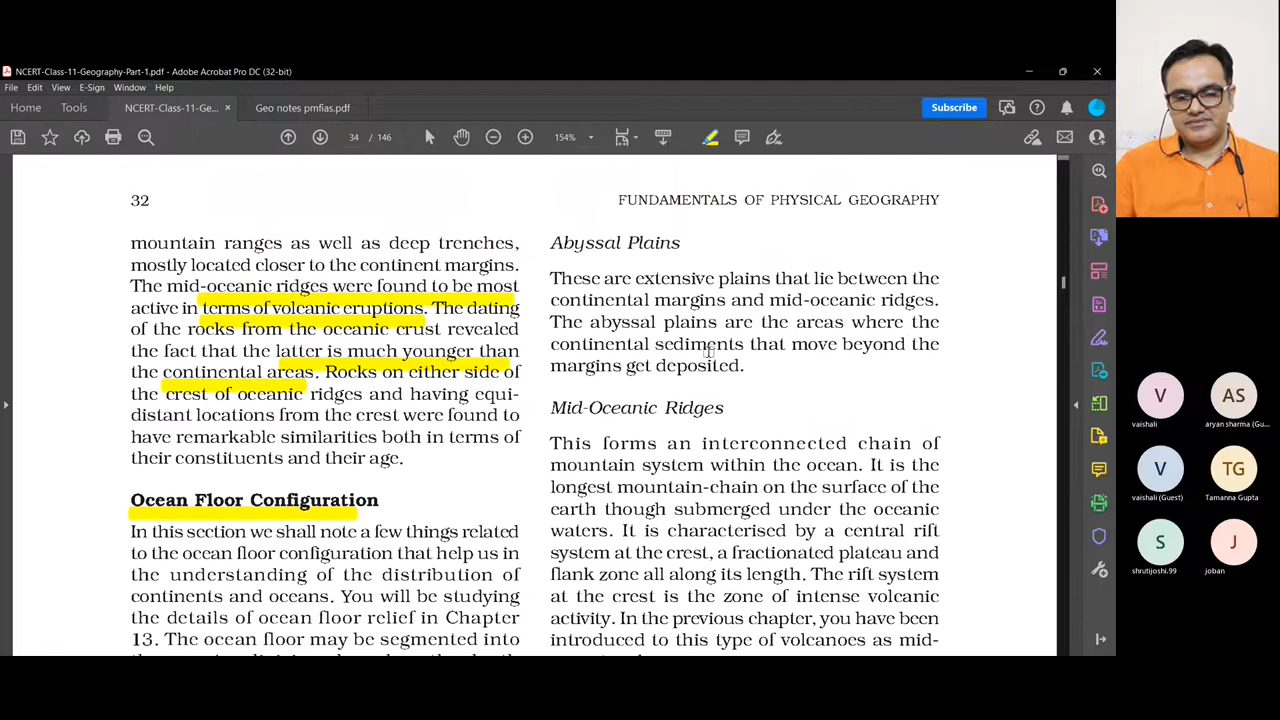 NCERT-Class-11-Geography-Part-1.pdf - Adobe Acrobat Pro DC (32-bit)
File Edit View E-Sign Window Help
Home Tools NCERT-Class-11-Ge... × Geo notes pmfias.pdf Subscribe
34 / 146 154%
32 FUNDAMENTALS OF PHYSICAL GEOGRAPHY
mountain ranges as well as deep trenches,
mostly located closer to the continent margins.
The mid-oceanic ridges were found to be most
active in terms of volcanic eruptions. The dating
of the rocks from the oceanic crust revealed
the fact that the latter is much younger than
the continental areas. Rocks on either side of
the crest of oceanic ridges and having equi-
distant locations from the crest were found to
have remarkable similarities both in terms of
their constituents and their age.
Ocean Floor Configuration
In this section we shall note a few things related
to the ocean floor configuration that help us in
the understanding of the distribution of
continents and oceans. You will be studying
the details of ocean floor relief in Chapter
13. The ocean floor may be segmented into
Abyssal Plains
These are extensive plains that lie between the
continental margins and mid-oceanic ridges.
The abyssal plains are the areas where the
continental sediments that move beyond the
margins get deposited.
Mid-Oceanic Ridges
This forms an interconnected chain of
mountain system within the ocean. It is the
longest mountain-chain on the surface of the
earth though submerged under the oceanic
waters. It is characterised by a central rift
system at the crest, a fractionated plateau and
flank zone all along its length. The rift system
at the crest is the zone of intense volcanic
activity. In the previous chapter, you have been
introduced to this type of volcanoes as mid-
V
vaishali
AS
aryan sharma (Gu...
V
vaishali (Guest)
TG
Tamanna Gupta
S
shrutijoshi.99
J
joban